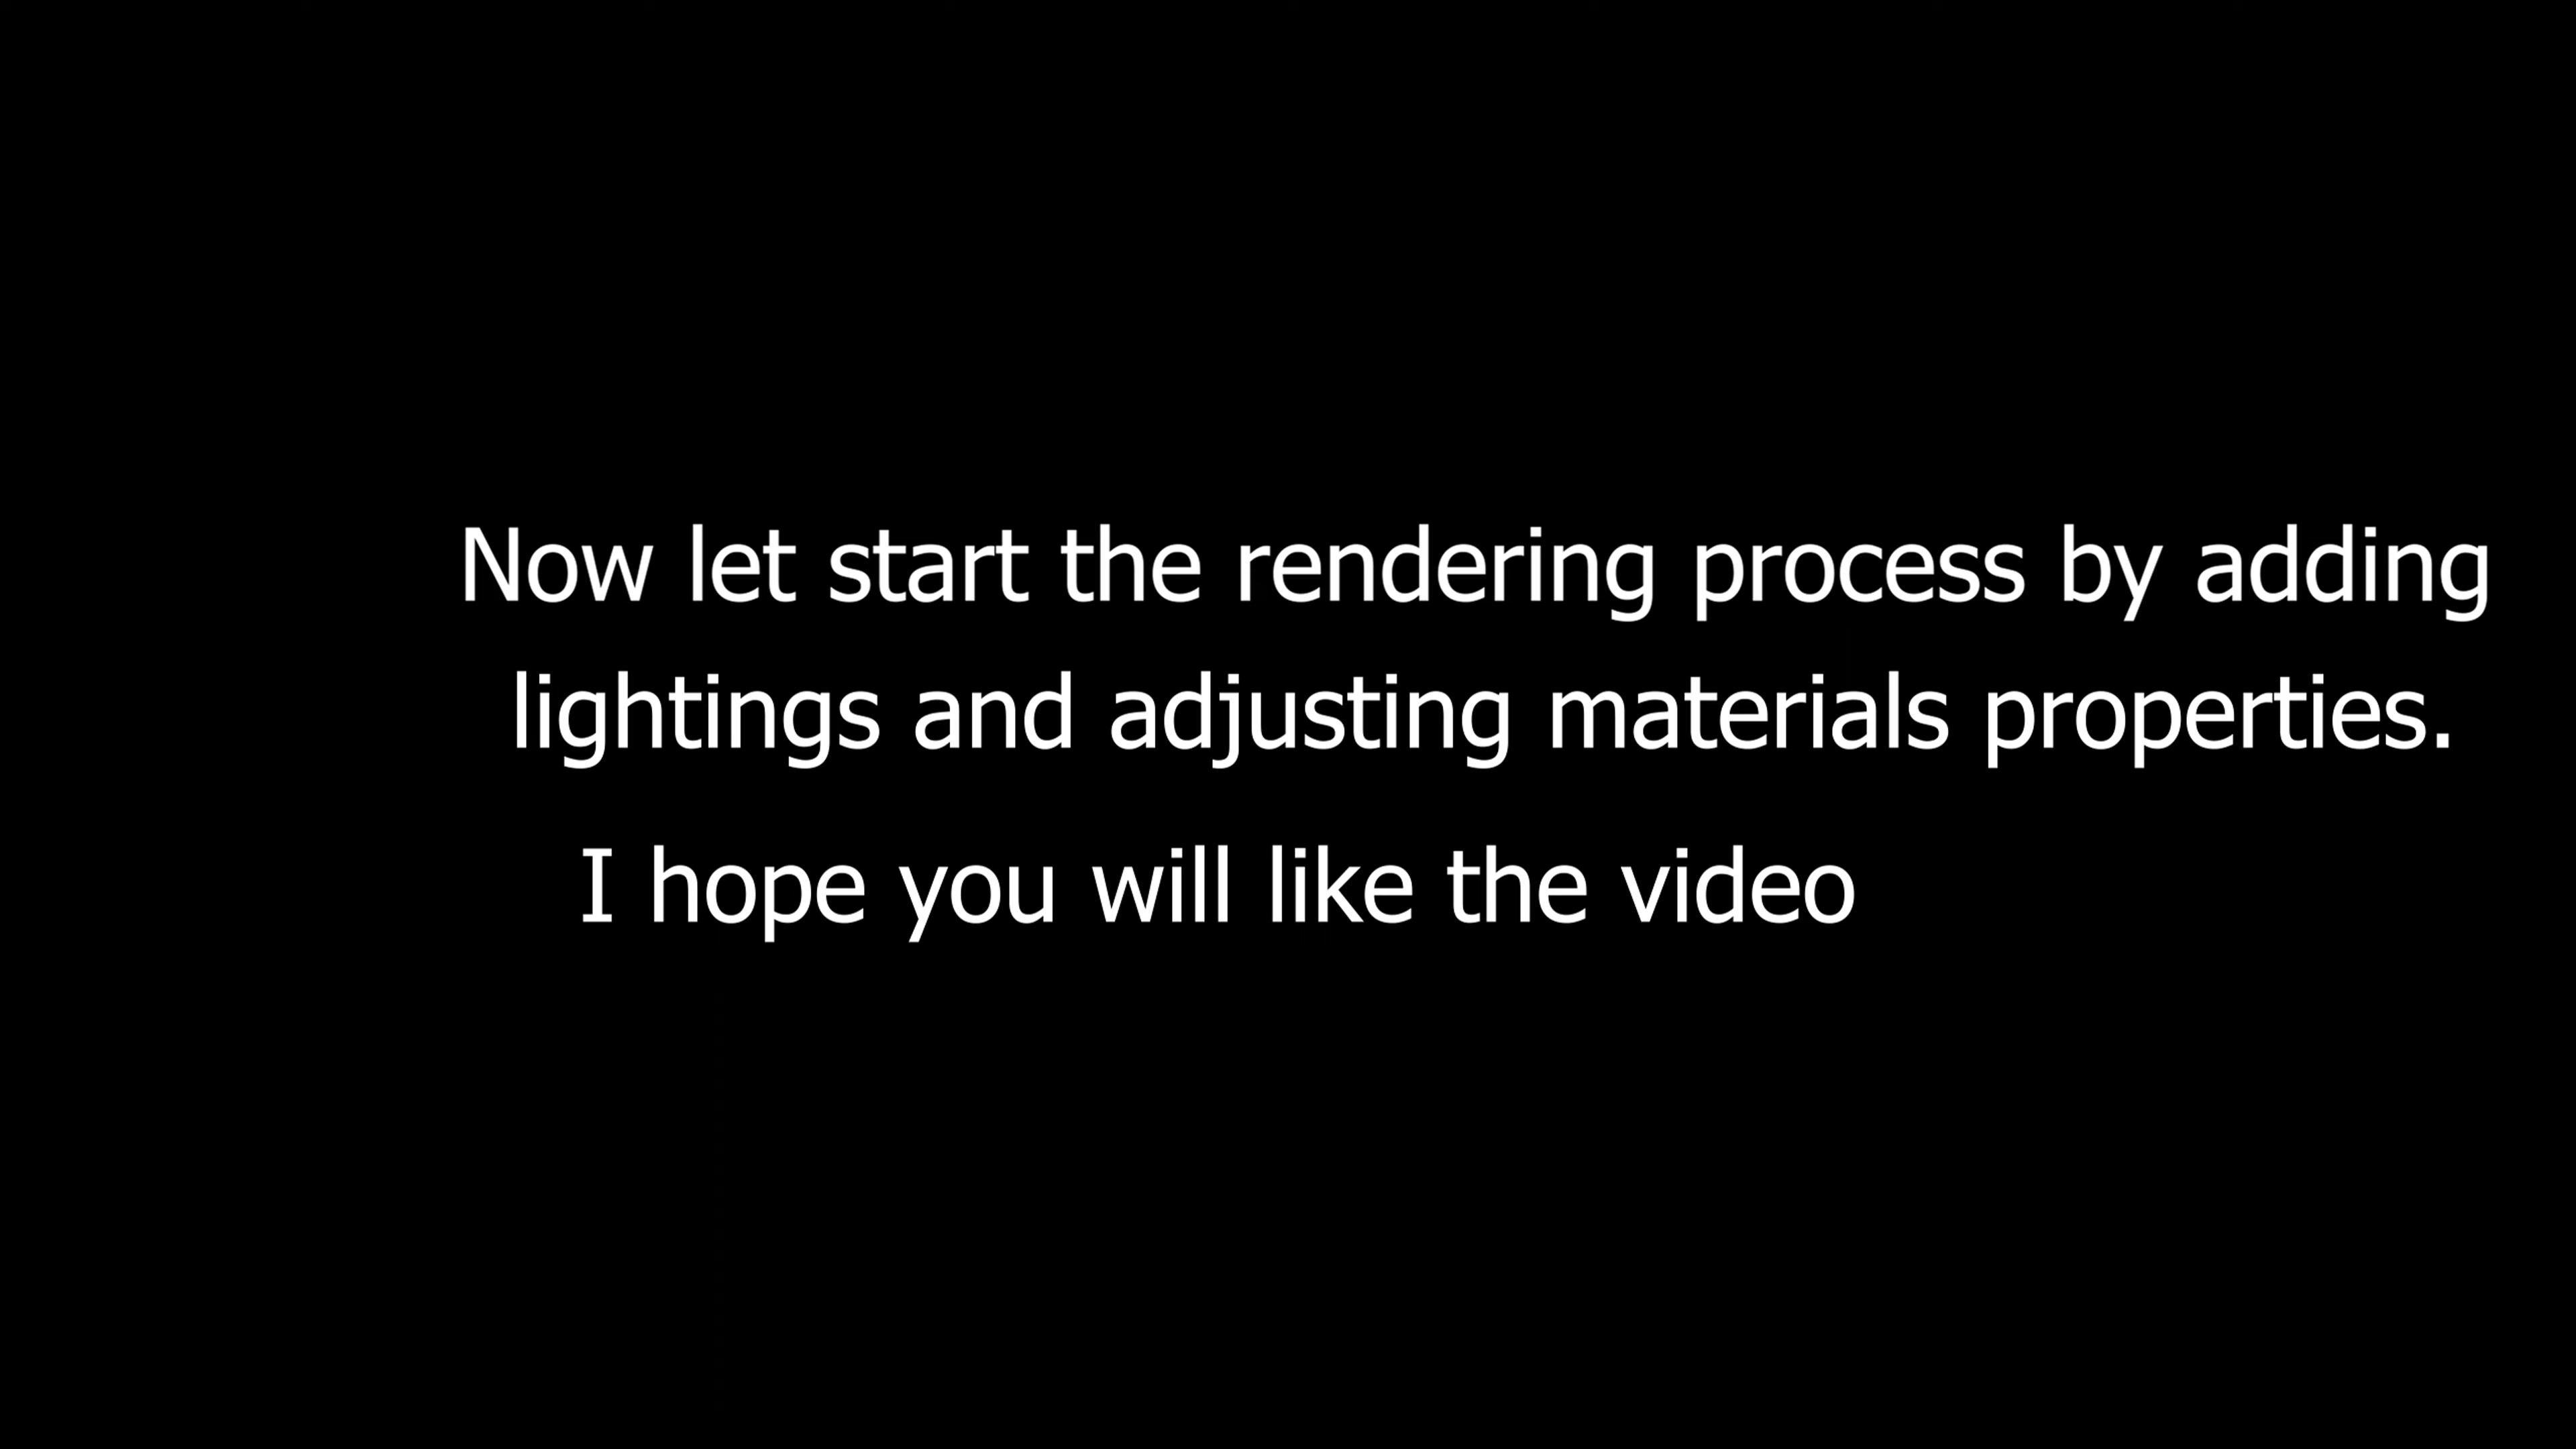 Now let start the rendering process by adding
lightings and adjusting materials properties.
I hope you will like the video